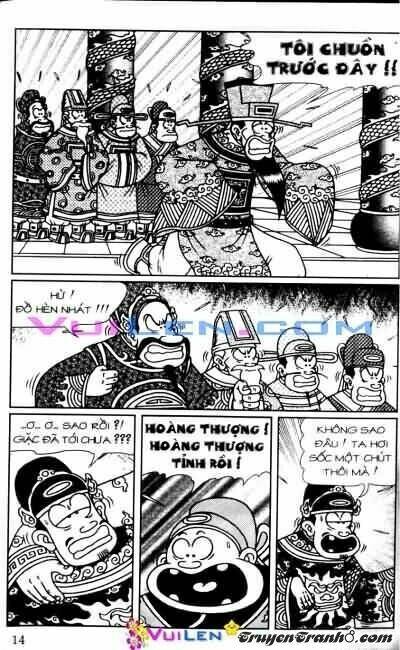 TÔI CHUỒN
TRƯỚC ĐÂY !!
HỨ !
ĐỒ HÈN NHÁT !!!
VUILEN.COM
...Ơ.. Ơ.. SAO RỒI ?!
GIẶC ĐÃ TỚI CHƯA ???
HOÀNG THƯỢNG !
HOÀNG THƯỢNG
TỈNH RỒI !
KHÔNG SAO
ĐÂU ! TA HƠI
SỐC MỘT CHÚT
THÔI MÀ !
14
VUILEN
TruyenTranh8.com